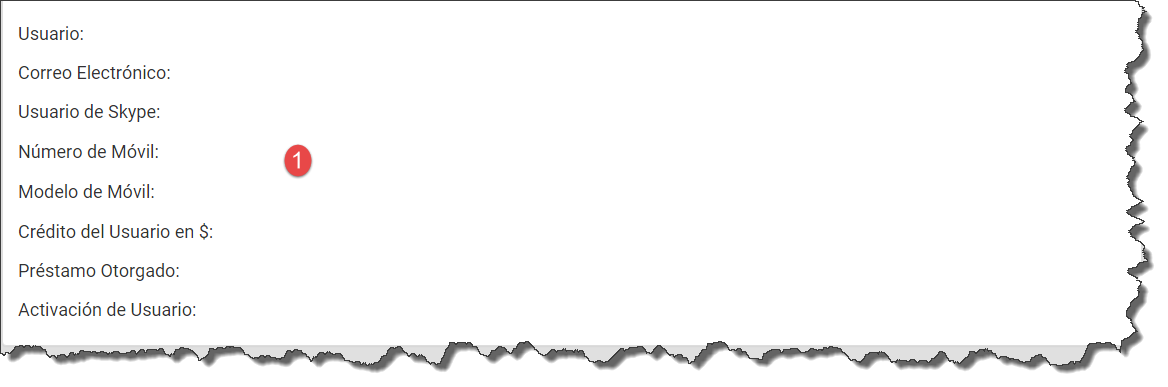 Usuario:
Correo Electrónico:
Usuario de Skype:
Número de Móvil:
1
Modelo de Móvil:
Crédito del Usuario en $:
Préstamo Otorgado:
Activación de Usuario: